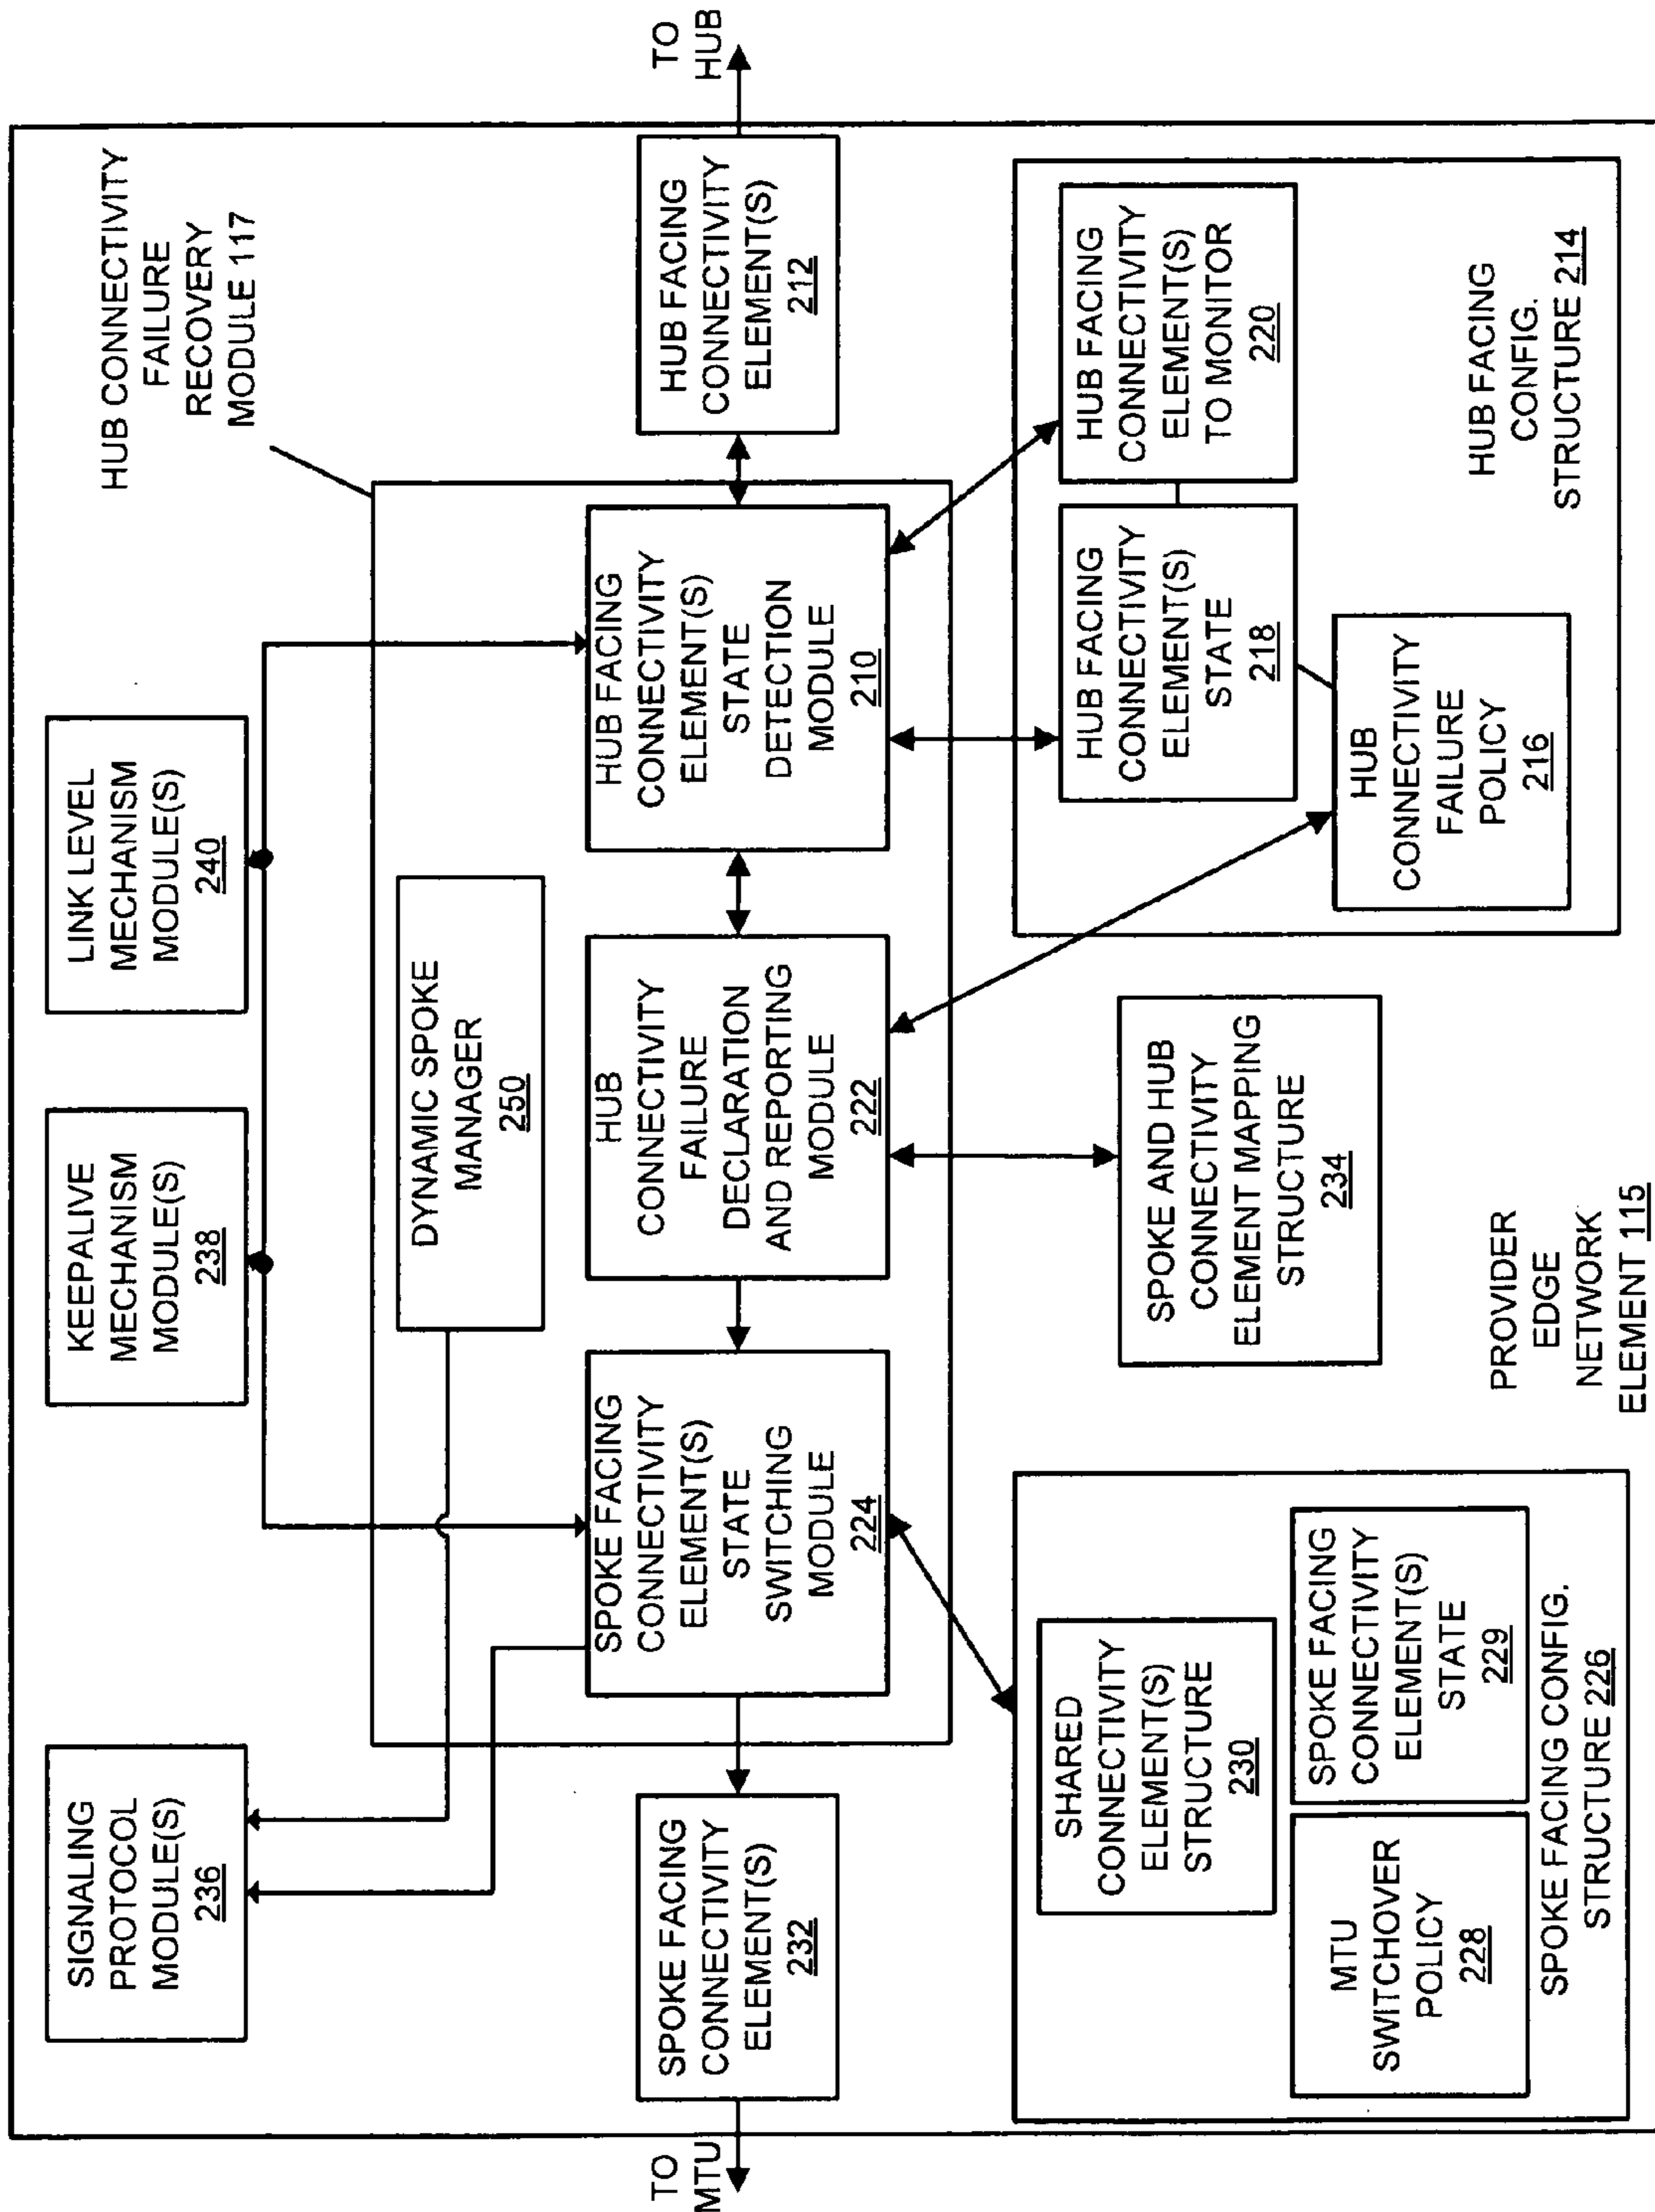 SIGNALING
PROTOCOL
MODULE(S)
236
KEEPALIVE
MECHANISM
MODULE(S)
238
LINK LEVEL
MECHANISM
MODULE(S)
240
HUB CONNECTIVITY
FAILURE
RECOVERY
MODULE 117
DYNAMIC SPOKE
MANAGER
250
TO
MTU
SPOKE FACING
CONNECTIVITY
ELEMENT(S)
232
SPOKE FACING
CONNECTIVITY
ELEMENT(S)
STATE
SWITCHING
MODULE
224
HUB
CONNECTIVITY
FAILURE
DECLARATION
AND REPORTING
MODULE
222
HUB FACING
CONNECTIVITY
ELEMENT(S)
STATE
DETECTION
MODULE
210
HUB FACING
CONNECTIVITY
ELEMENT(S)
212
TO
HUB
SHARED
CONNECTIVITY
ELEMENT(S)
STRUCTURE
230
MTU
SWITCHOVER
POLICY
228
SPOKE FACING
CONNECTIVITY
ELEMENT(S)
STATE
229
SPOKE FACING CONFIG.
STRUCTURE 226
SPOKE AND HUB
CONNECTIVITY
ELEMENT MAPPING
STRUCTURE
234
PROVIDER
EDGE
NETWORK
ELEMENT 115
HUB FACING
CONNECTIVITY
ELEMENT(S)
STATE
218
HUB FACING
CONNECTIVITY
ELEMENT(S)
TO MONITOR
220
HUB
CONNECTIVITY
FAILURE
POLICY
216
HUB FACING
CONFIG.
STRUCTURE 214